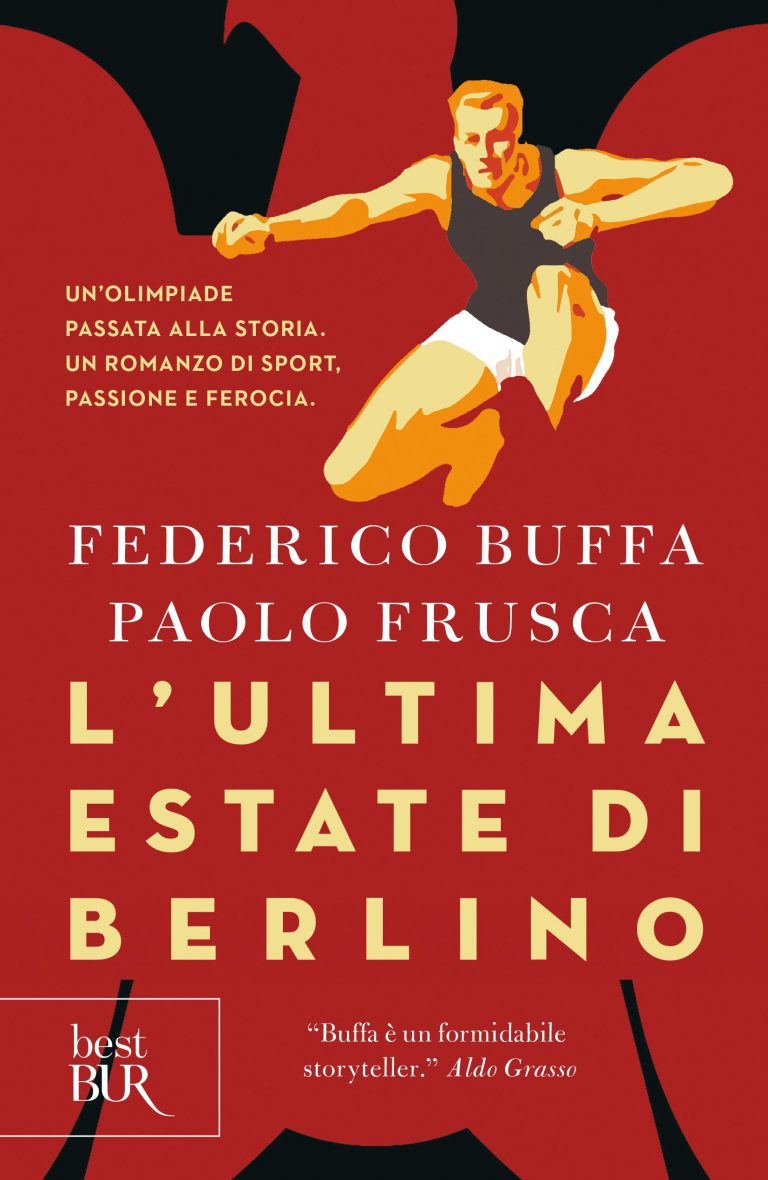 UN'OLIMPIADE
PASSATA ALLA STORIA.
UN ROMANZO DI SPORT,
PASSIONE E FEROCIA.
FEDERICO BUFFA
PAOLO FRUSCA
L'ULTIMA
ESTATE DI
BERLINO
best
BUR
“Buffa è un formidabile
storyteller.” Aldo Grasso